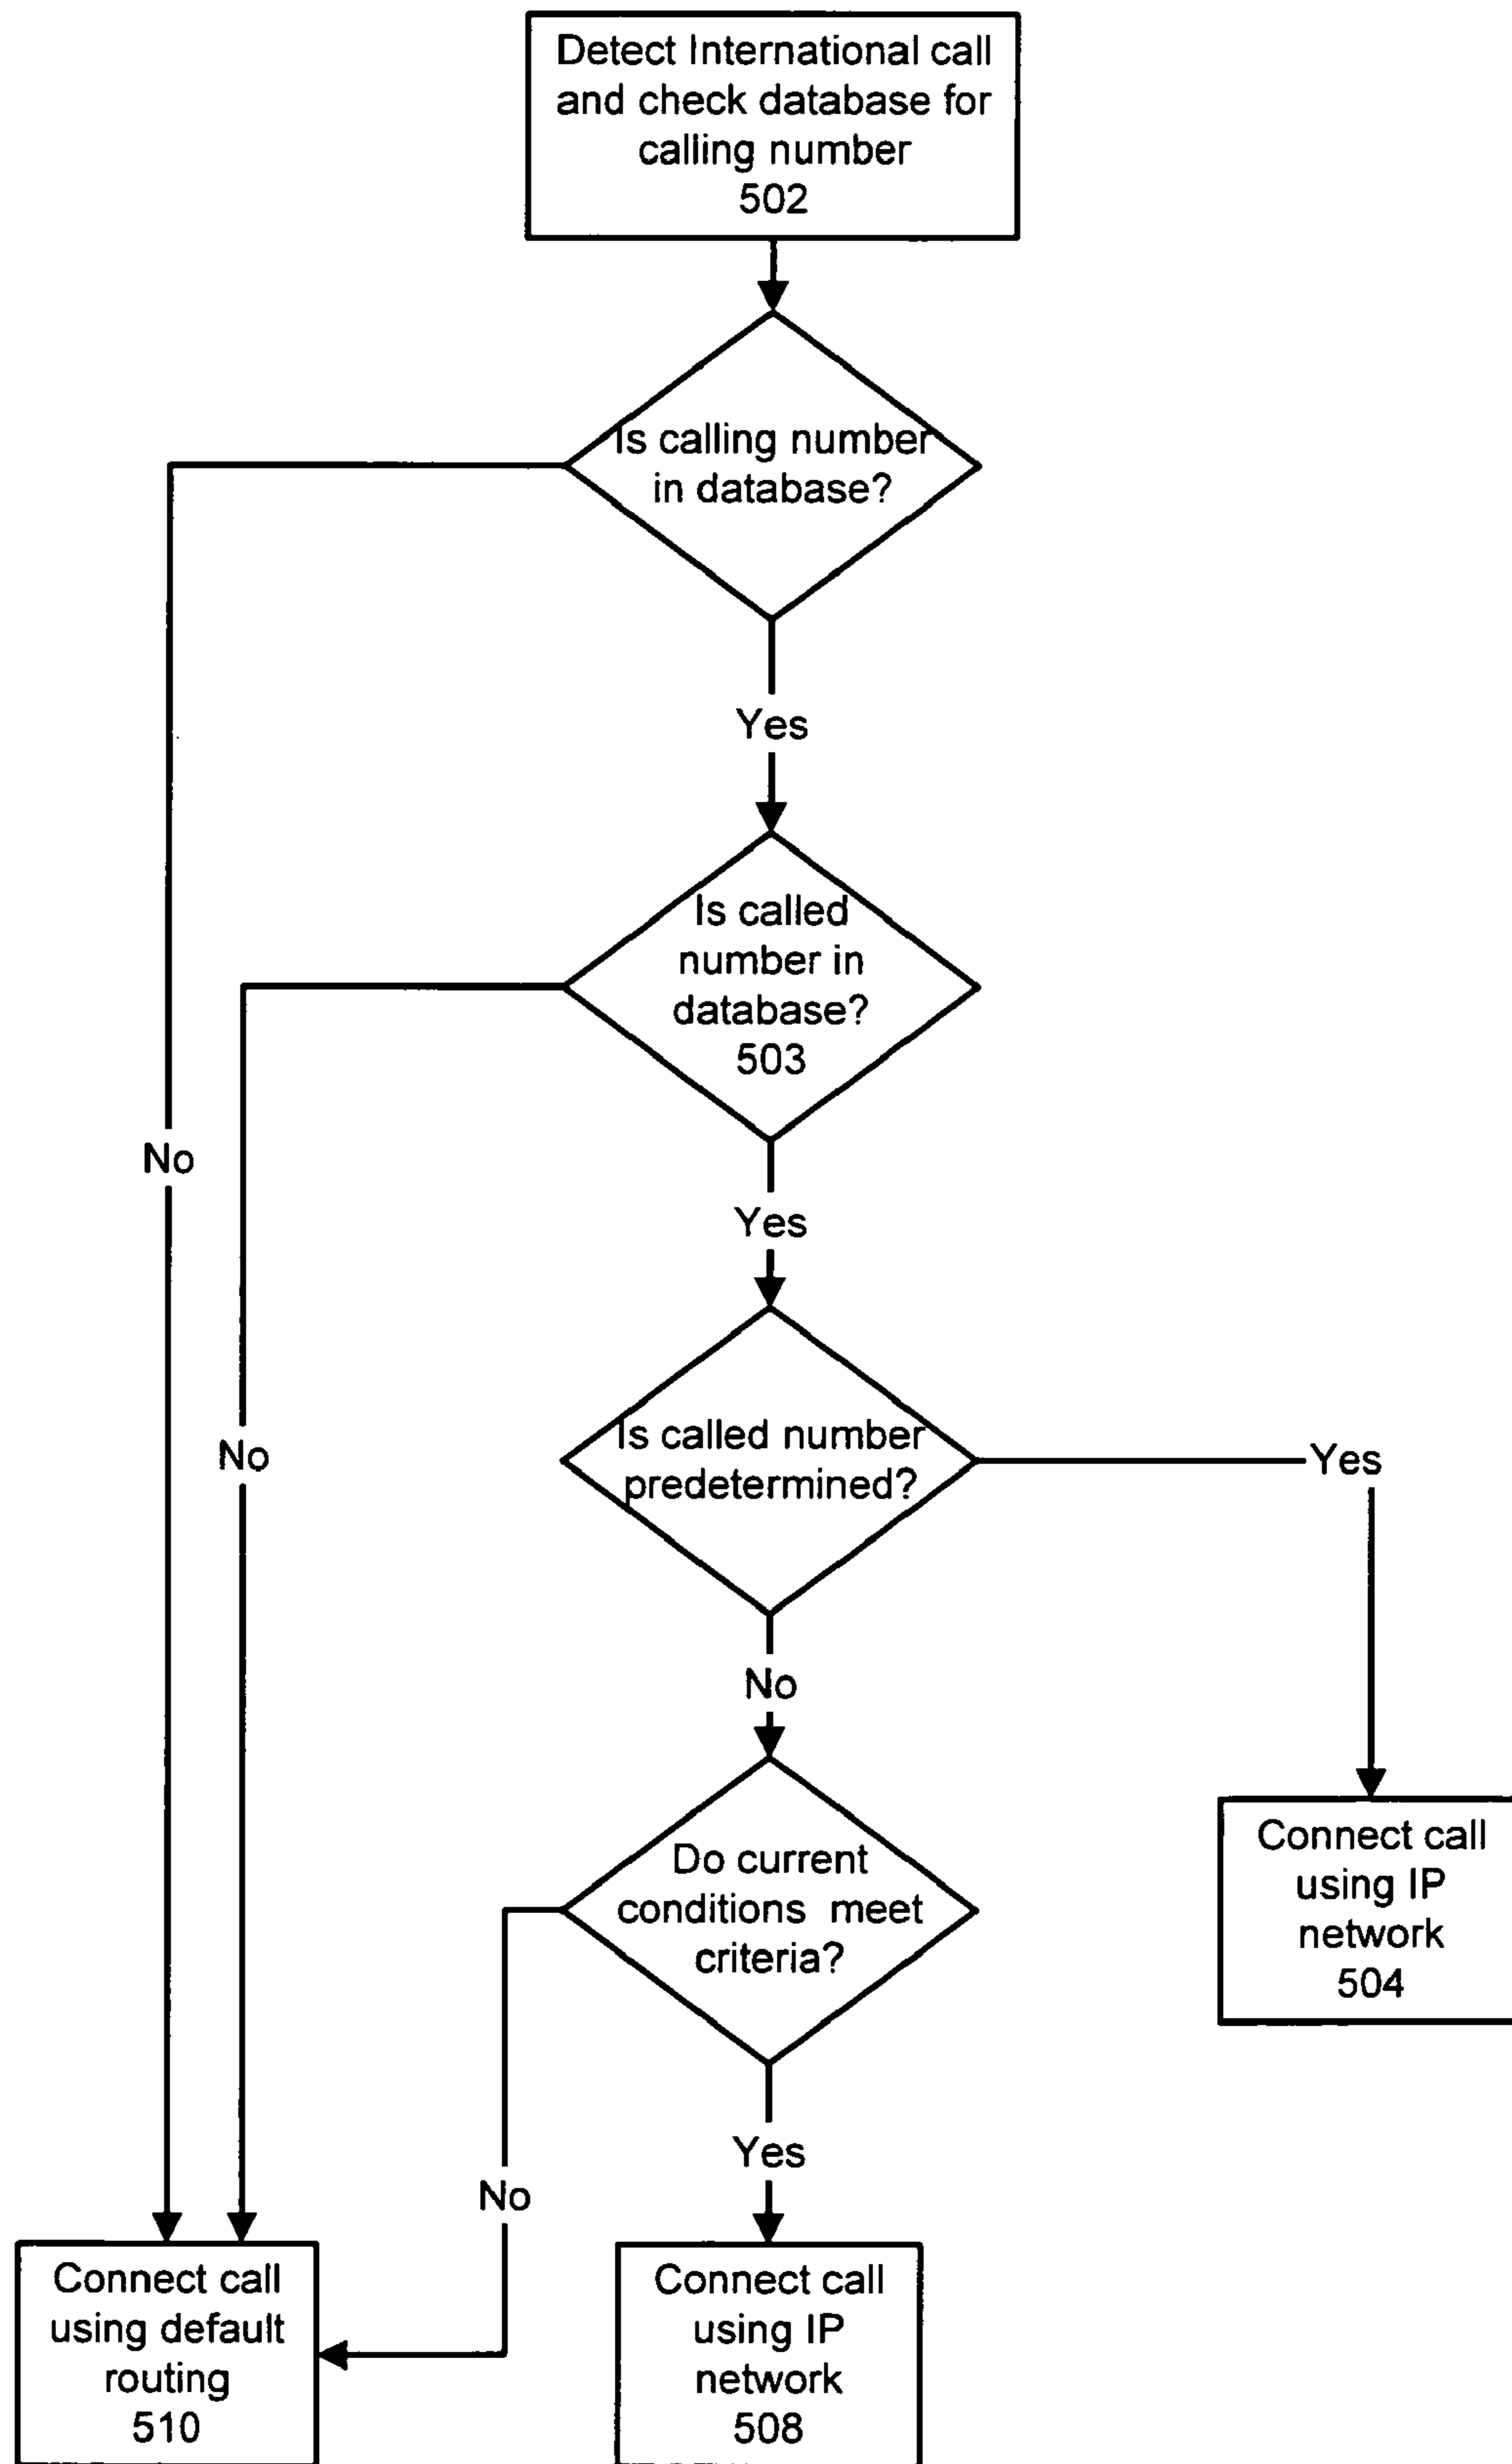 Detect International call
and check database for
calling number
502
Is calling number
in database?
Yes
Is called
number in
database?
503
No
Yes
Is called number
predetermined?
Yes
No
No
Do current
conditions meet
criteria?
Connect call
using IP
network
504
Yes
No
Connect call
using default
routing
510
Connect call
using IP
network
508